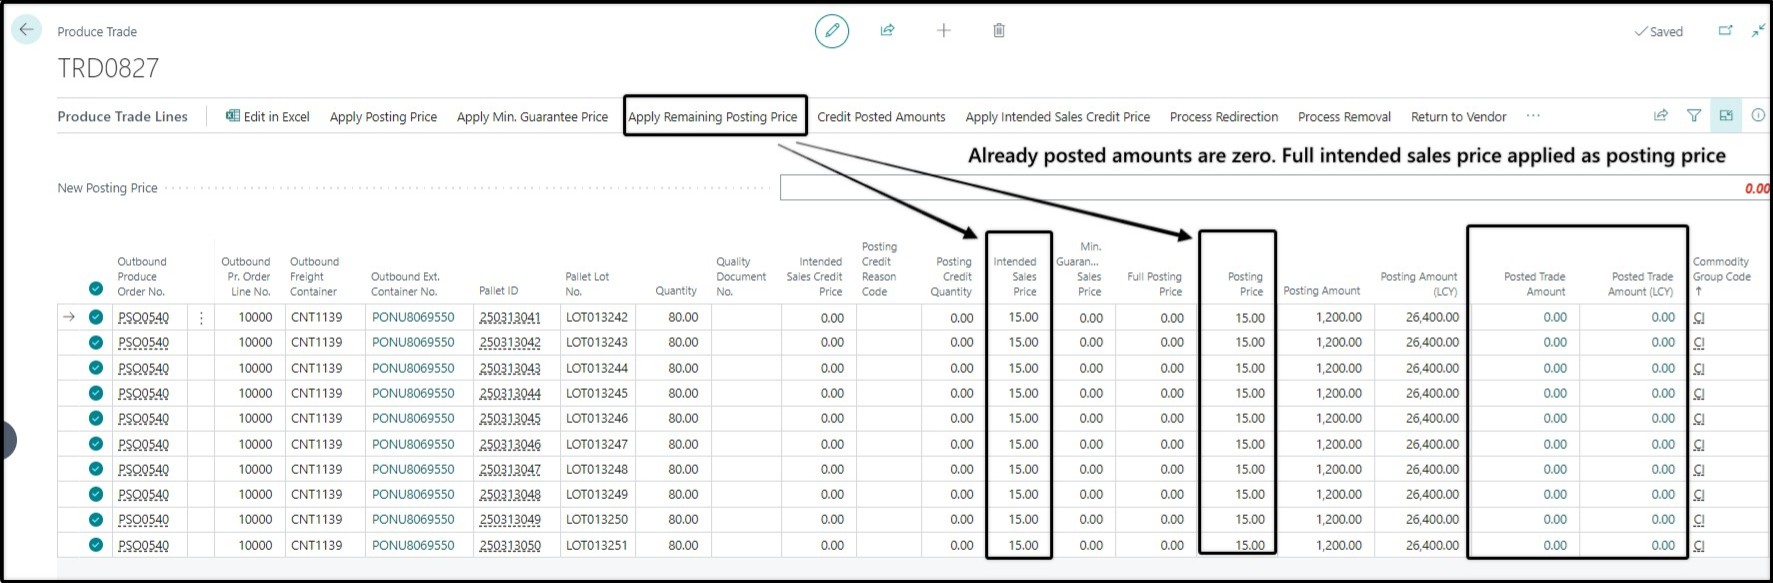 Produce Trade
Saved
TRD0827
Produce Trade Lines Edit in Excel Apply Posting Price Apply Min. Guarantee Price Apply Remaining Posting Price Credit Posted Amounts Apply Intended Sales Credit Price Process Redirection Process Removal Return to Vendor ...
Already posted amounts are zero. Full intended sales price applied as posting price
New Posting Price 0.00
Outbound Produce Order No. Outbound Pr. Order Line No. Outbound Freight Container Outbound Ext. Container No. Pallet ID Pallet Lot No. Quantity Quality Document No. Intended Sales Credit Price Posting Credit Reason Code Posting Credit Quantity Intended Sales Price Min. Guaran... Sales Price Full Posting Price Posting Price Posting Amount Posting Amount (LCY) Posted Trade Amount Posted Trade Amount (LCY) Commodity Group Code ↑
PSO0540 10000 CNT1139 PONU8069550 250313041 LOT013242 80.00 0.00 0.00 15.00 0.00 0.00 15.00 1,200.00 26,400.00 0.00 0.00 CI
PSO0540 10000 CNT1139 PONU8069550 250313042 LOT013243 80.00 0.00 0.00 15.00 0.00 0.00 15.00 1,200.00 26,400.00 0.00 0.00 CI
PSO0540 10000 CNT1139 PONU8069550 250313043 LOT013244 80.00 0.00 0.00 15.00 0.00 0.00 15.00 1,200.00 26,400.00 0.00 0.00 CI
PSO0540 10000 CNT1139 PONU8069550 250313044 LOT013245 80.00 0.00 0.00 15.00 0.00 0.00 15.00 1,200.00 26,400.00 0.00 0.00 CI
PSO0540 10000 CNT1139 PONU8069550 250313045 LOT013246 80.00 0.00 0.00 15.00 0.00 0.00 15.00 1,200.00 26,400.00 0.00 0.00 CI
PSO0540 10000 CNT1139 PONU8069550 250313046 LOT013247 80.00 0.00 0.00 15.00 0.00 0.00 15.00 1,200.00 26,400.00 0.00 0.00 CI
PSO0540 10000 CNT1139 PONU8069550 250313047 LOT013248 80.00 0.00 0.00 15.00 0.00 0.00 15.00 1,200.00 26,400.00 0.00 0.00 CI
PSO0540 10000 CNT1139 PONU8069550 250313048 LOT013249 80.00 0.00 0.00 15.00 0.00 0.00 15.00 1,200.00 26,400.00 0.00 0.00 CI
PSO0540 10000 CNT1139 PONU8069550 250313049 LOT013250 80.00 0.00 0.00 15.00 0.00 0.00 15.00 1,200.00 26,400.00 0.00 0.00 CI
PSO0540 10000 CNT1139 PONU8069550 250313050 LOT013251 80.00 0.00 0.00 15.00 0.00 0.00 15.00 1,200.00 26,400.00 0.00 0.00 CI